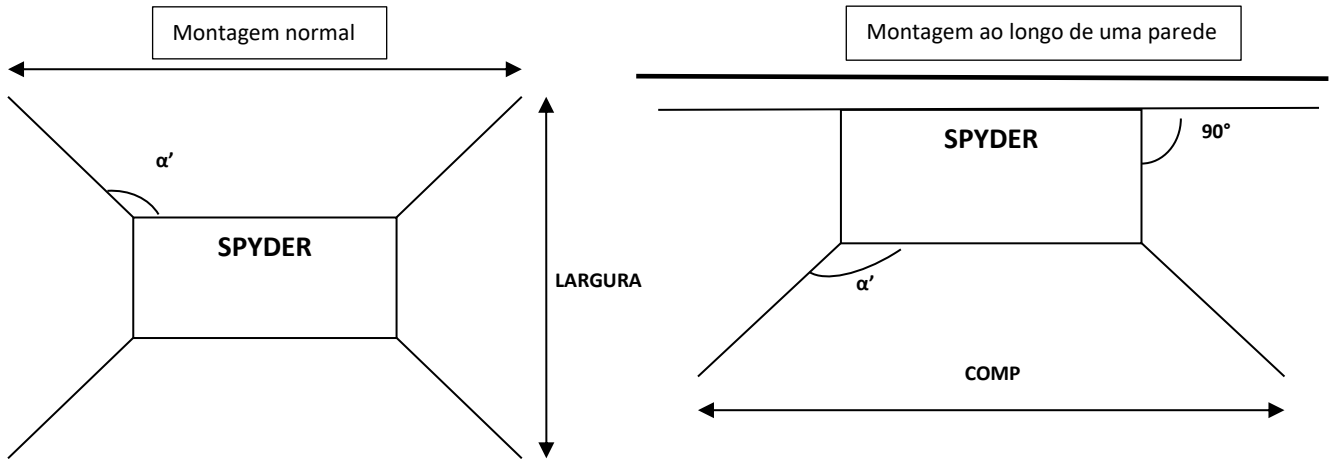 Montagem normal
α’
SPYDER
LARGURA
Montagem ao longo de uma parede
SPYDER
90°
α’
COMP